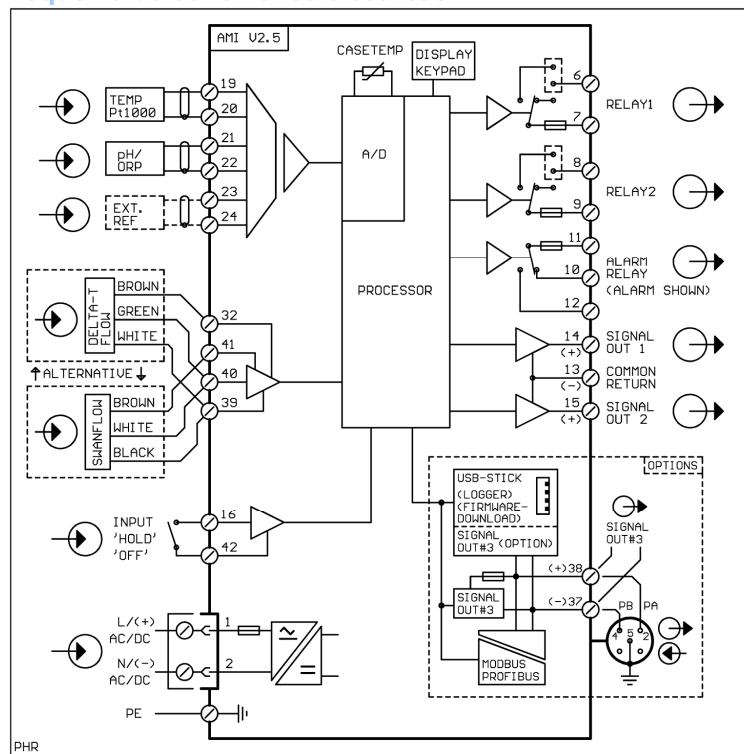 AMI V2.5
CASETEMP
DISPLAY
KEYPAD
TEMP
Pt1000
19
20
pH/
ORP
21
22
EXT.
REF
23
24
A/D
PROCESSOR
6
7
RELAY1
8
9
RELAY2
11
10
12
ALARM
RELAY
(ALARM SHOWN)
14
(+)
SIGNAL
OUT 1
13
(-)
COMMON
RETURN
15
(+)
SIGNAL
OUT 2
DELTA-T
FLOW
BROWN
GREEN
WHITE
32
41
40
39
↑ALTERNATIVE↓
SWANFLOW
BROWN
WHITE
BLACK
INPUT
'HOLD'
'OFF'
16
42
L/(+)
AC/DC
1
N/(-)
AC/DC
2
PE
OPTIONS
USB-STICK
(LOGGER)
(FIRMWARE-
DOWNLOAD)
SIGNAL
OUT#3 (OPTION)
SIGNAL
OUT#3
SIGNAL
OUT#3
(+)38
(-)37
PB PA
4 5 2
MODBUS
PROFIBUS
PHR